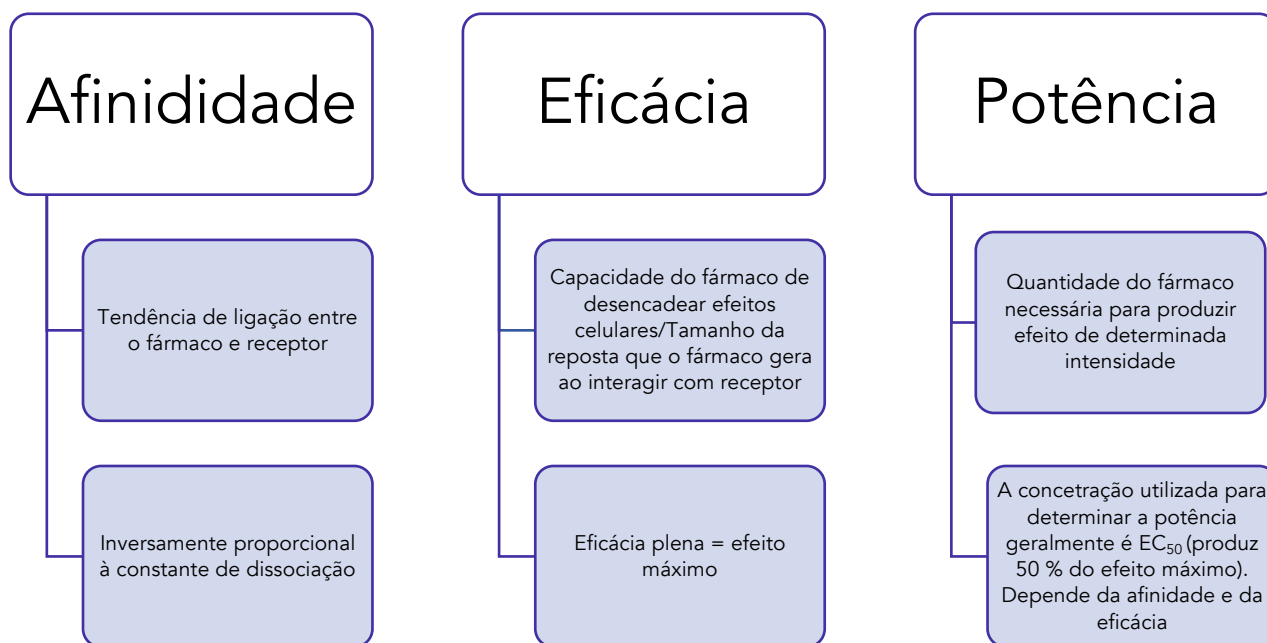 Afinididade
Tendência de ligação entre
o fármaco e receptor
Inversamente proporcional
à constante de dissociação
Eficácia
Capacidade do fármaco de
desencadear efeitos
celulares/Tamanho da
reposta que o fármaco gera
ao interagir com receptor
Eficácia plena = efeito
máximo
Potência
Quantidade do fármaco
necessária para produzir
efeito de determinada
intensidade
A concetração utilizada para
determinar a potência
geralmente é EC₅₀ (produz
50 % do efeito máximo).
Depende da afinidade e da
eficácia